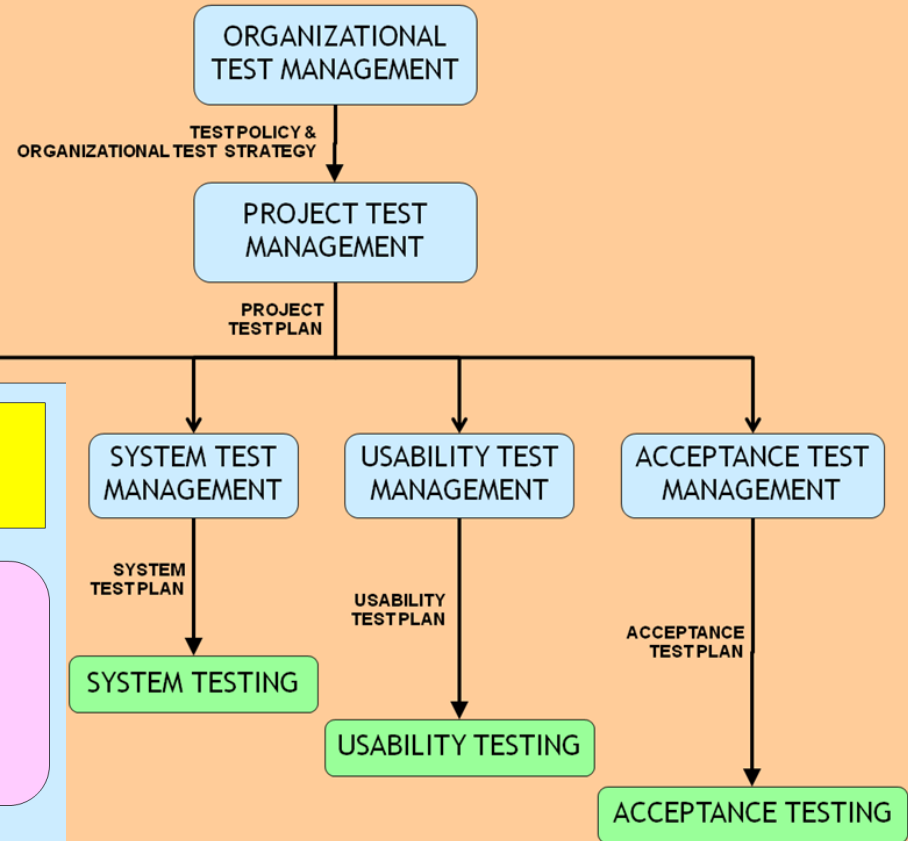 ORGANIZATIONAL
TEST MANAGEMENT
TEST POLICY &
ORGANIZATIONAL TEST STRATEGY
PROJECT TEST
MANAGEMENT
PROJECT
TEST PLAN
SYSTEM TEST
MANAGEMENT
USABILITY TEST
MANAGEMENT
ACCEPTANCE TEST
MANAGEMENT
SYSTEM
TEST PLAN
USABILITY
TEST PLAN
ACCEPTANCE
TEST PLAN
SYSTEM TESTING
USABILITY TESTING
ACCEPTANCE TESTING